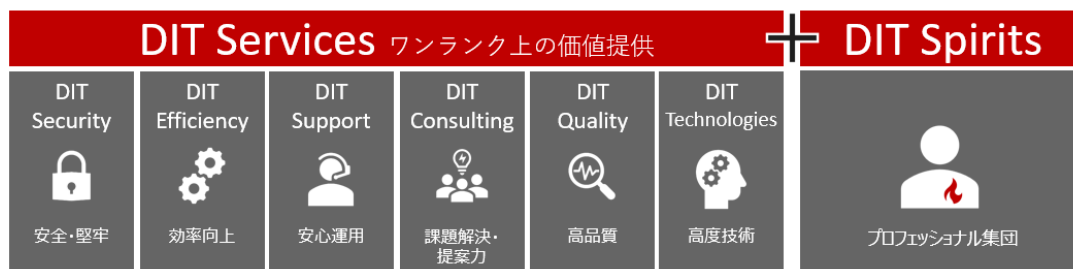 DIT Services ワンランク上の価値提供
DIT Spirits
DIT
Security
安全・堅牢
DIT
Efficiency
効率向上
DIT
Support
安心運用
DIT
Consulting
課題解決・
提案力
DIT
Quality
高品質
DIT
Technologies
高度技術
プロフェッショナル集団